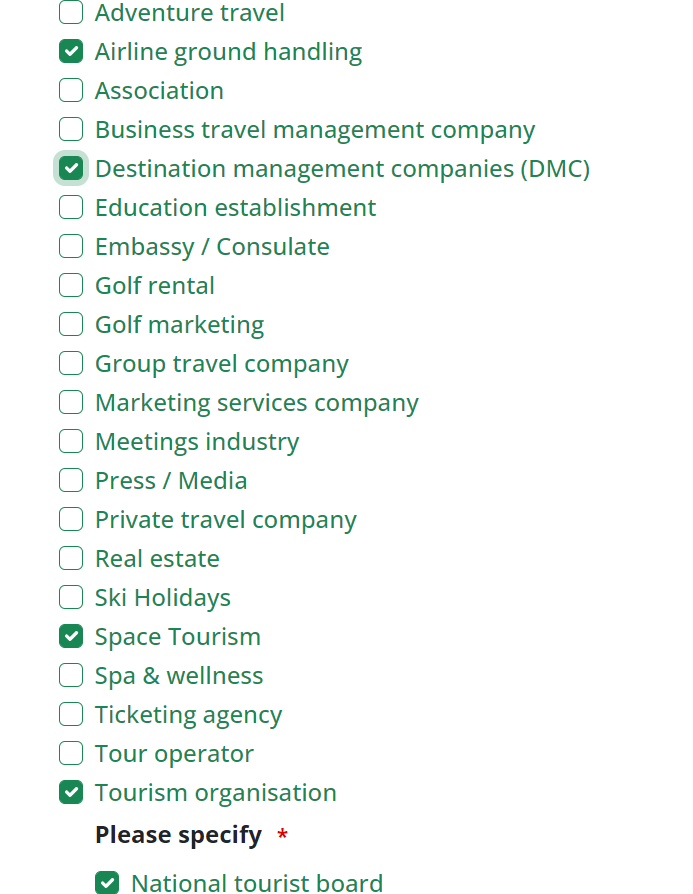 Adventure travel
Airline ground handling
Association
Business travel management company
Destination management companies (DMC)
Education establishment
Embassy / Consulate
Golf rental
Golf marketing
Group travel company
Marketing services company
Meetings industry
Press / Media
Private travel company
Real estate
Ski Holidays
Space Tourism
Spa & wellness
Ticketing agency
Tour operator
Tourism organisation
Please specify *
National tourist board